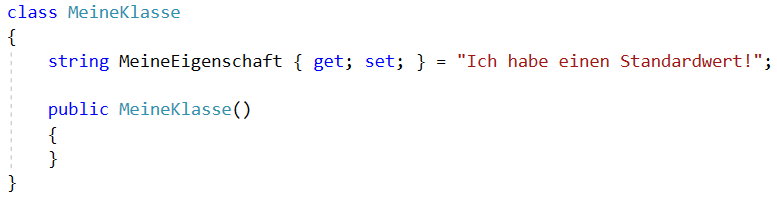 class MeineKlasse
{
string MeineEigenschaft { get; set; } = "Ich habe einen Standardwert!";
public MeineKlasse()
{
}
}